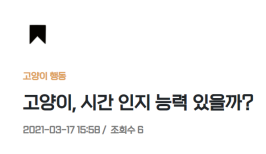 고양이 행동
고양이, 시간 인지 능력 있을까?
2021-03-17 15:58 / 조회수 6